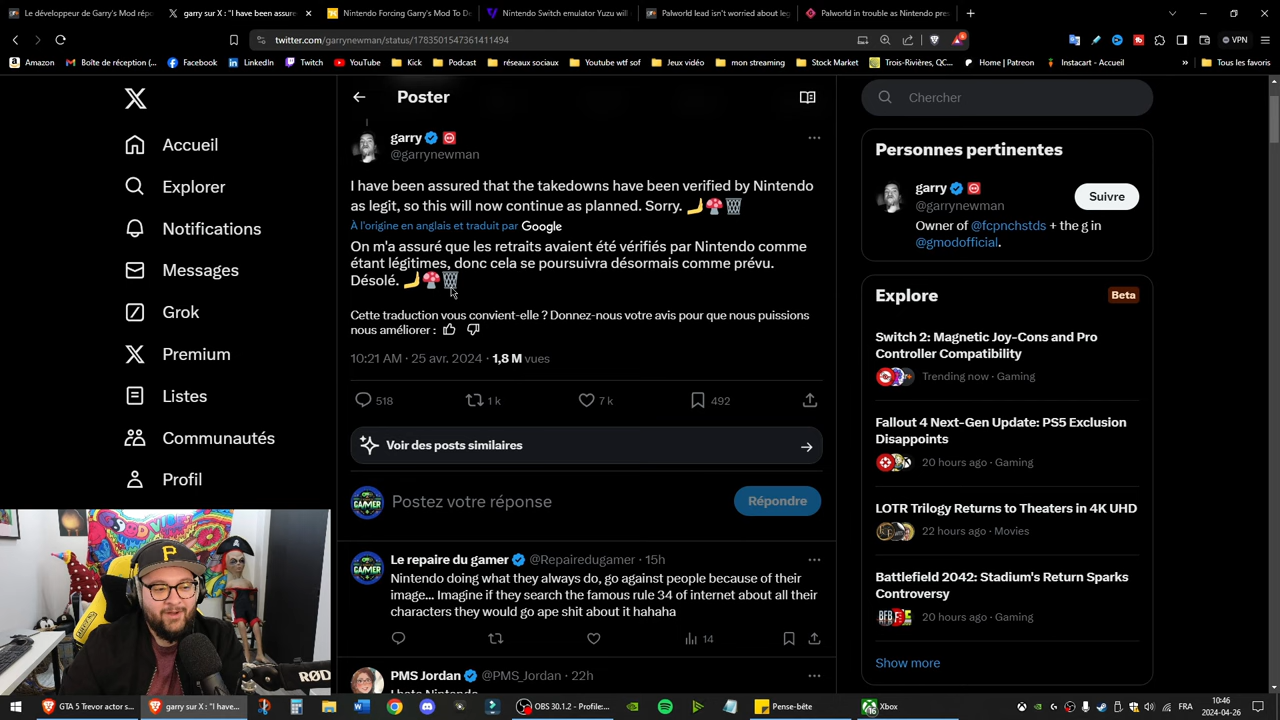 Le développeur de Garry's Mod répo
garry sur X : "I have been assure
Nintendo Forcing Garry's Mod To De
Nintendo Switch emulator Yuzu will
Palworld lead isn't worried about leg
Palworld in trouble as Nintendo pre
twitter.com/garrynewman/status/1783501547361411494
VPN
Amazon
Boîte de réception (...
Facebook
LinkedIn
Twitch
YouTube
Kick
Podcast
réseaux sociaux
Youtube wtf sof
Jeux vidéo
mon streaming
Stock Market
Trois-Rivières, QC...
Home | Patreon
Instacart - Accueil
»
Tous les favoris
Accueil
Explorer
Notifications
Messages
Grok
Premium
Listes
Communautés
Profil
Poster
garry
@garrynewman
I have been assured that the takedowns have been verified by Nintendo
as legit, so this will now continue as planned. Sorry. 🫸🍄🗑️
À l'origine en anglais et traduit par Google
On m'a assuré que les retraits avaient été vérifiés par Nintendo comme
étant légitimes, donc cela se poursuivra désormais comme prévu.
Désolé. 🫸🍄🗑️
Cette traduction vous convient-elle ? Donnez-nous votre avis pour que nous puissions
nous améliorer :
10:21 AM · 25 avr. 2024 · 1,8 M vues
518
1 k
7 k
492
Voir des posts similaires
Postez votre réponse
Répondre
Le repaire du gamer @Repairedugamer · 15h
Nintendo doing what they always do, go against people because of their
image... Imagine if they search the famous rule 34 of internet about all their
characters they would go ape shit about it hahaha
14
PMS Jordan @PMS_Jordan · 22h
I hate Nintendo
Chercher
Personnes pertinentes
garry
@garrynewman
Suivre
Owner of @fcpnchstds + the g in
@gmodofficial.
Explore
Beta
Switch 2: Magnetic Joy-Cons and Pro
Controller Compatibility
Trending now · Gaming
Fallout 4 Next-Gen Update: PS5 Exclusion
Disappoints
20 hours ago · Gaming
LOTR Trilogy Returns to Theaters in 4K UHD
22 hours ago · Movies
Battlefield 2042: Stadium's Return Sparks
Controversy
20 hours ago · Gaming
Show more
P
A
RØD
GTA 5 Trevor actor s...
garry sur X : "I have...
OBS 30.1.2 - Profile:...
Pense-bête
Xbox
FRA
10:46
2024-04-26